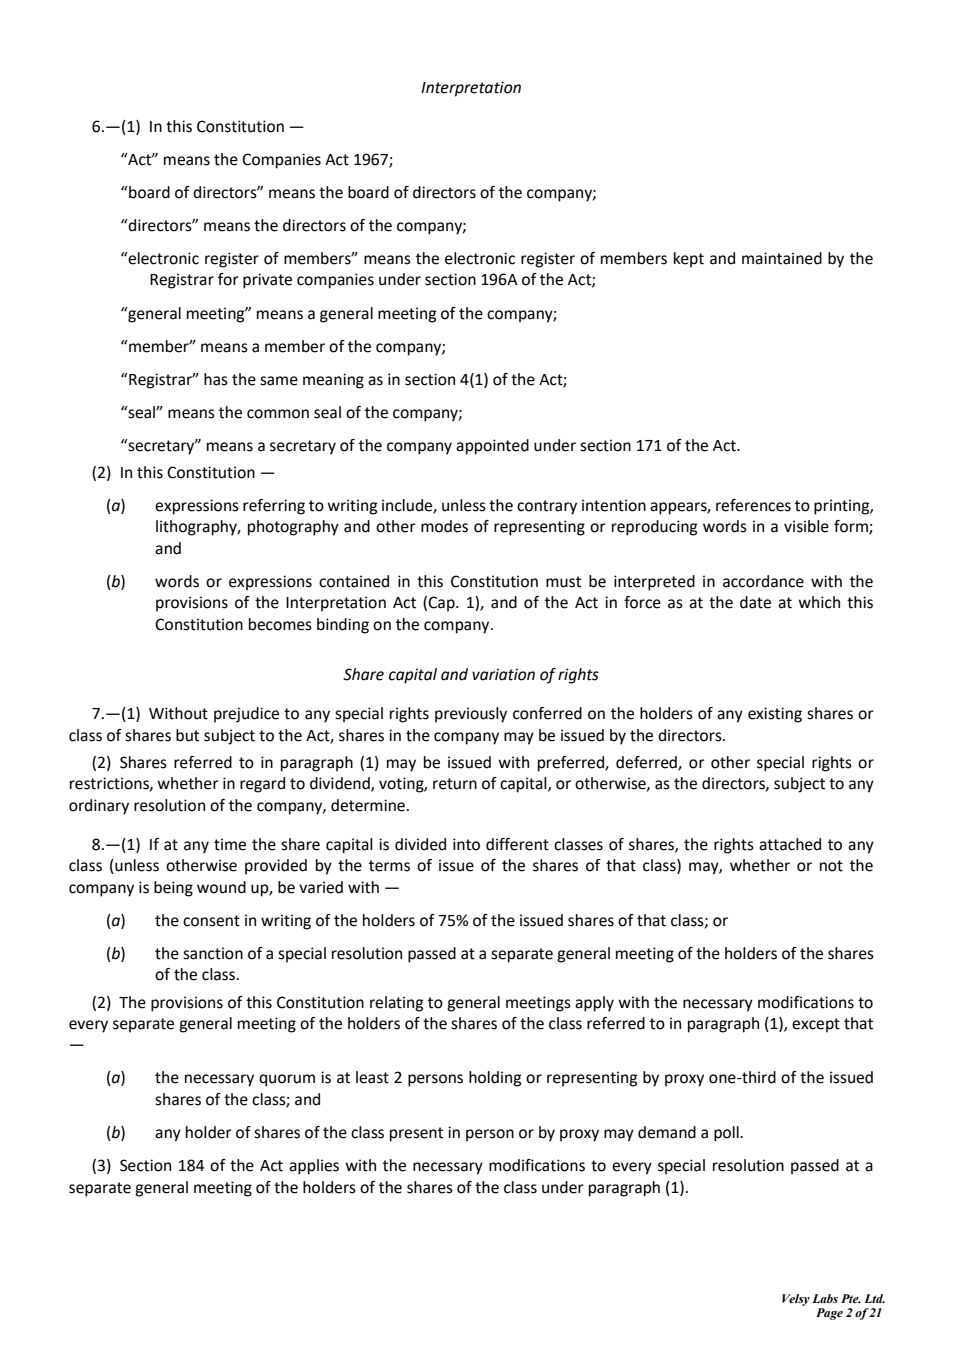 Interpretation
6.—(1) In this Constitution —
“Act” means the Companies Act 1967;
“board of directors” means the board of directors of the company;
“directors” means the directors of the company;
“electronic register of members” means the electronic register of members kept and maintained by the
Registrar for private companies under section 196A of the Act;
“general meeting” means a general meeting of the company;
“member” means a member of the company;
“Registrar” has the same meaning as in section 4(1) of the Act;
“seal” means the common seal of the company;
“secretary” means a secretary of the company appointed under section 171 of the Act.
(2) In this Constitution —
(a) expressions referring to writing include, unless the contrary intention appears, references to printing,
lithography, photography and other modes of representing or reproducing words in a visible form;
and
(b) words or expressions contained in this Constitution must be interpreted in accordance with the
provisions of the Interpretation Act (Cap. 1), and of the Act in force as at the date at which this
Constitution becomes binding on the company.
Share capital and variation of rights
7.—(1) Without prejudice to any special rights previously conferred on the holders of any existing shares or
class of shares but subject to the Act, shares in the company may be issued by the directors.
(2) Shares referred to in paragraph (1) may be issued with preferred, deferred, or other special rights or
restrictions, whether in regard to dividend, voting, return of capital, or otherwise, as the directors, subject to any
ordinary resolution of the company, determine.
8.—(1) If at any time the share capital is divided into different classes of shares, the rights attached to any
class (unless otherwise provided by the terms of issue of the shares of that class) may, whether or not the
company is being wound up, be varied with —
(a) the consent in writing of the holders of 75% of the issued shares of that class; or
(b) the sanction of a special resolution passed at a separate general meeting of the holders of the shares
of the class.
(2) The provisions of this Constitution relating to general meetings apply with the necessary modifications to
every separate general meeting of the holders of the shares of the class referred to in paragraph (1), except that
—
(a) the necessary quorum is at least 2 persons holding or representing by proxy one-third of the issued
shares of the class; and
(b) any holder of shares of the class present in person or by proxy may demand a poll.
(3) Section 184 of the Act applies with the necessary modifications to every special resolution passed at a
separate general meeting of the holders of the shares of the class under paragraph (1).
Velsy Labs Pte. Ltd.
Page 2 of 21